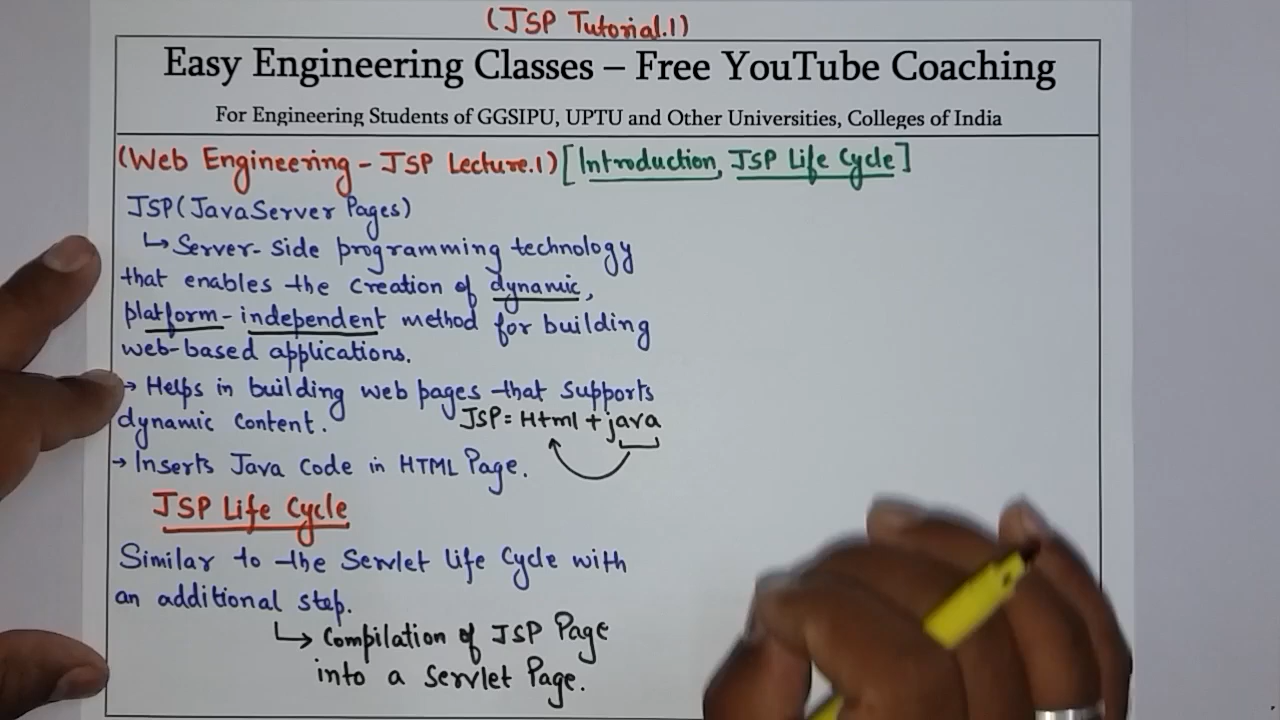 (JSP Tutorial.1)
Easy Engineering Classes – Free YouTube Coaching
For Engineering Students of GGSIPU, UPTU and Other Universities, Colleges of India
(Web Engineering - JSP Lecture.1) [Introduction, JSP Life Cycle]
JSP (JavaServer Pages)
↳ Server-side programming technology
that enables the creation of dynamic,
platform-independent method for building
web-based applications.
→ Helps in building web pages that supports
dynamic content.
JSP = Html + java
→ Inserts Java Code in HTML Page.
JSP Life Cycle
Similar to the Servlet life Cycle with
an additional step.
↳ Compilation of JSP Page
into a Servlet Page.